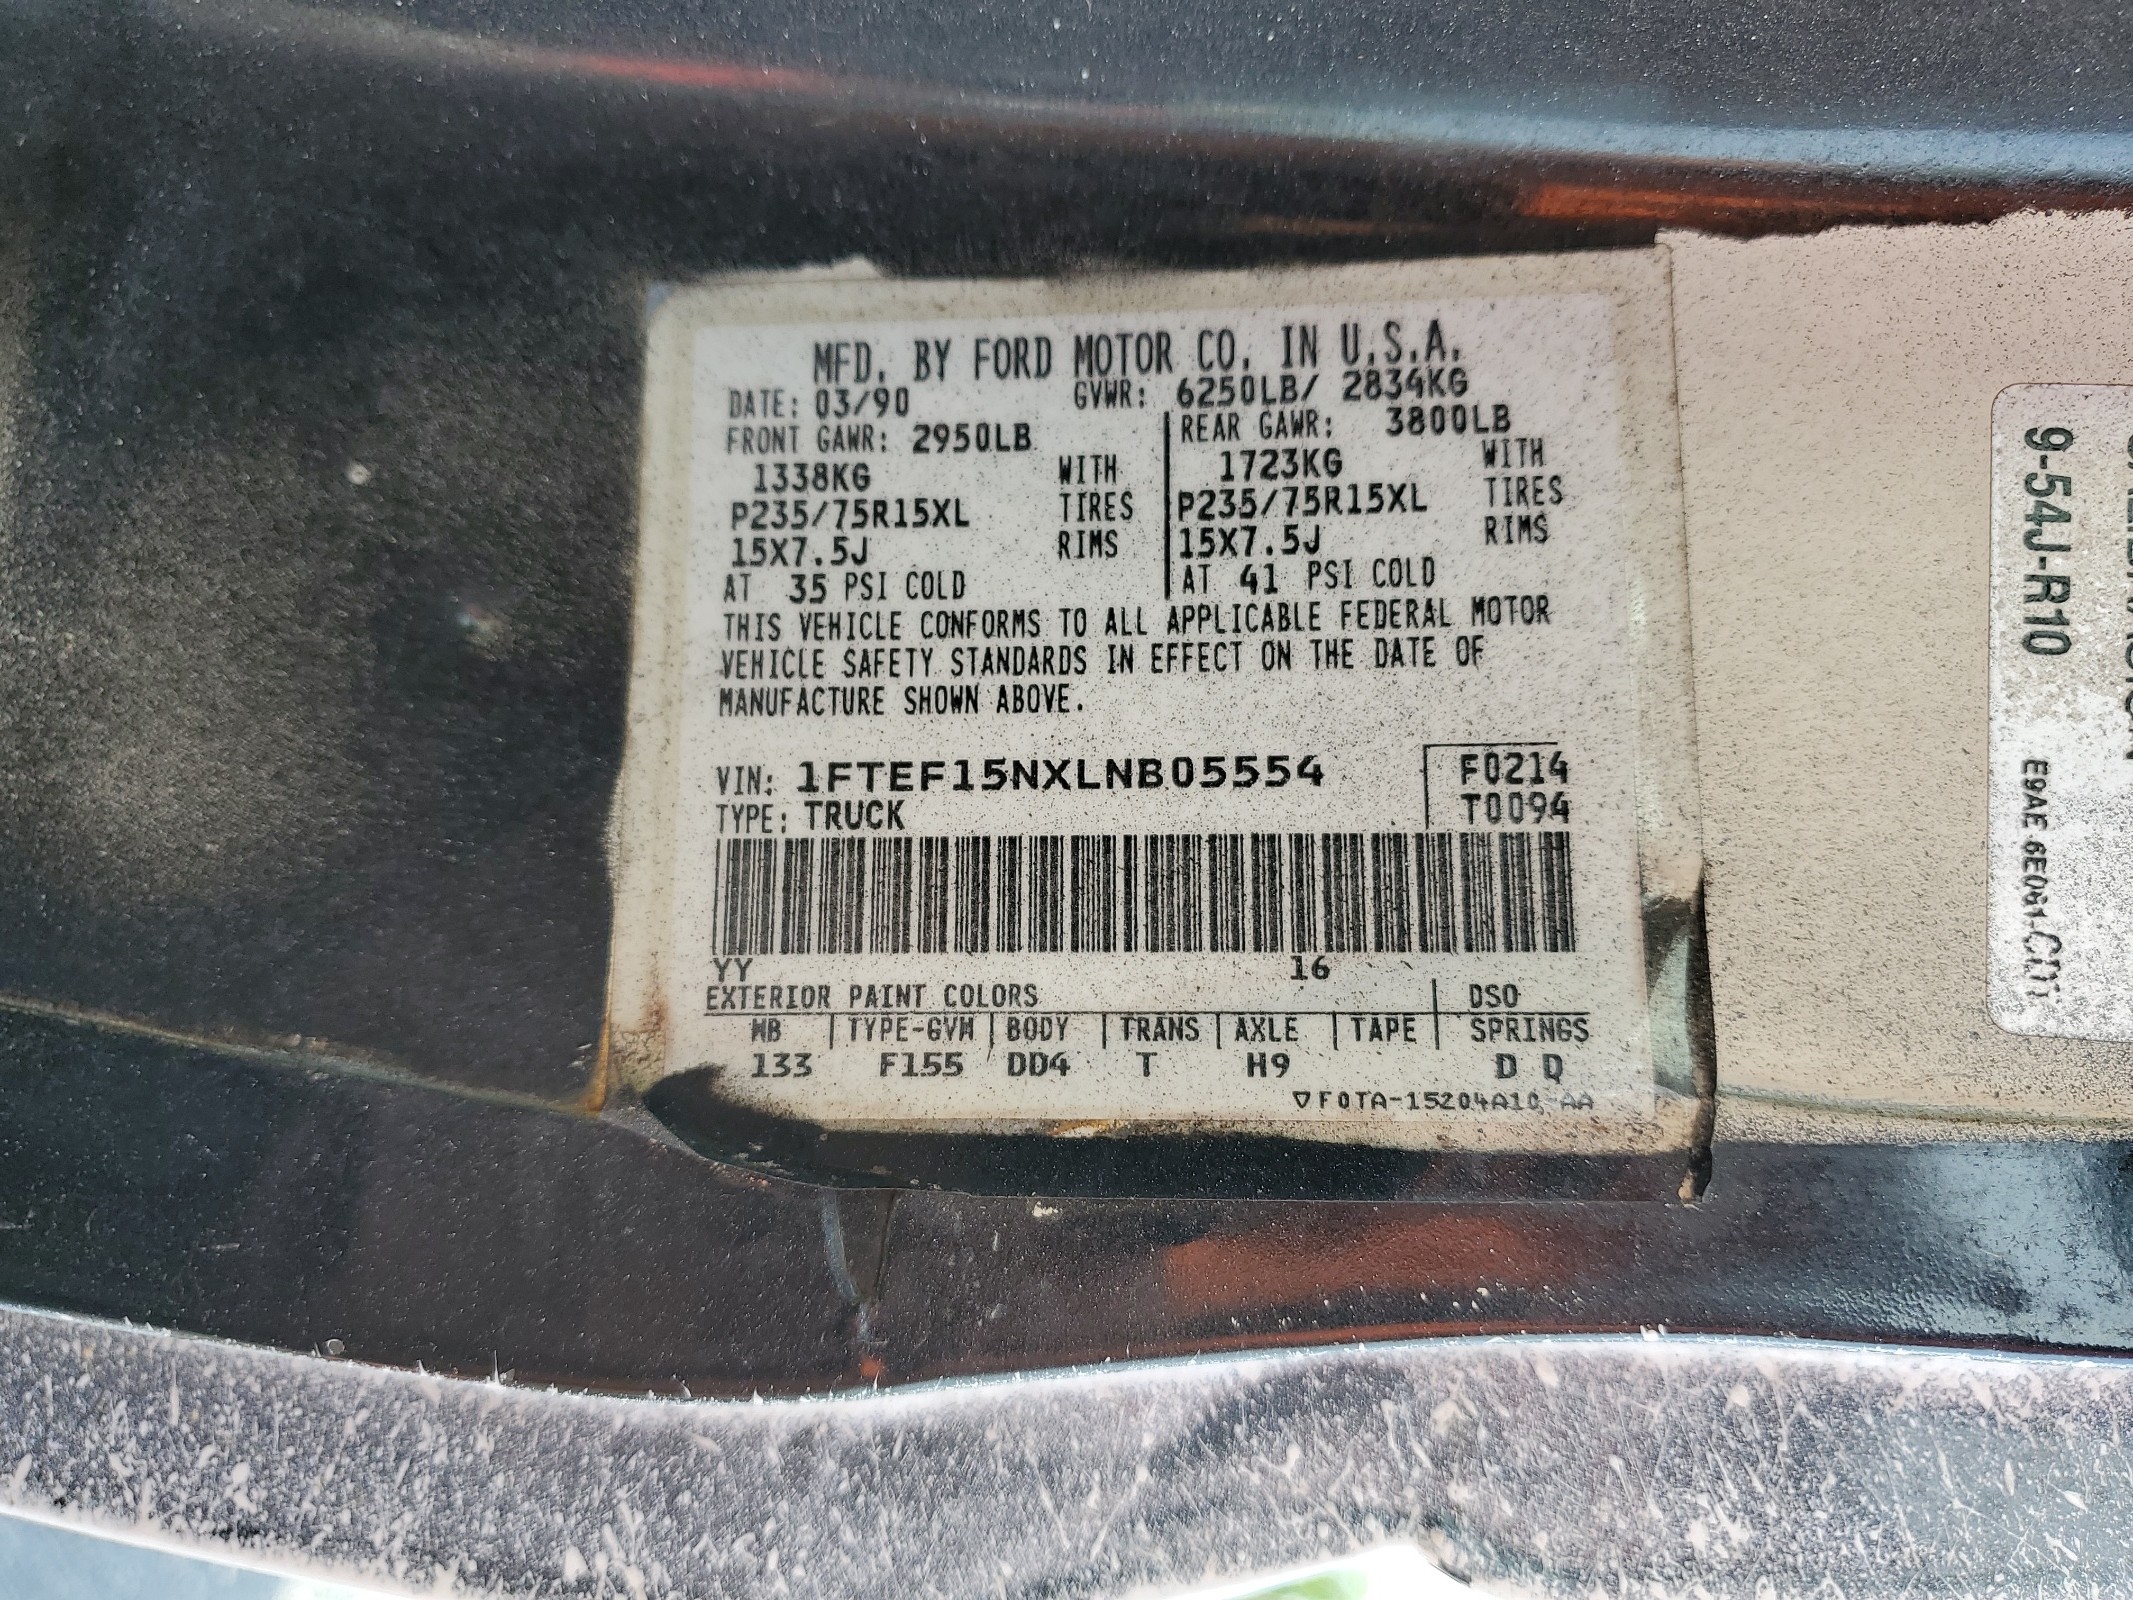 MFD. BY FORD MOTOR CO. IN U.S.A.
DATE: 03/90 GVWR: 6250LB/ 2834KG
FRONT GAWR: 2950LB REAR GAWR: 3800LB
1338KG WITH 1723KG WITH
P235/75R15XL TIRES P235/75R15XL TIRES
15X7.5J RIMS 15X7.5J RIMS
AT 35 PSI COLD AT 41 PSI COLD
THIS VEHICLE CONFORMS TO ALL APPLICABLE FEDERAL MOTOR
VEHICLE SAFETY STANDARDS IN EFFECT ON THE DATE OF
MANUFACTURE SHOWN ABOVE.
VIN: 1FTEF15NXLNB05554 F0214
TYPE: TRUCK T0094
YY 16
EXTERIOR PAINT COLORS DSO
WB TYPE-GVW BODY TRANS AXLE TAPE SPRINGS
133 F155 DD4 T H9 D Q
▽F0TA-15204A10-AA
9-54J-R10
E9AE 6E061-CDT